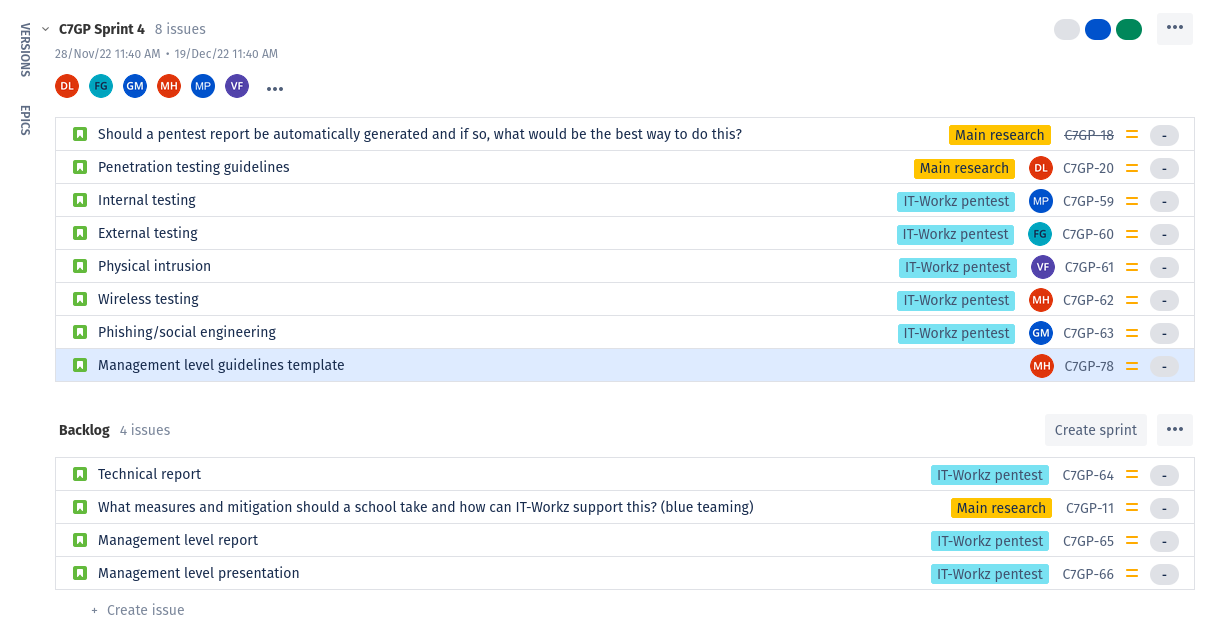 VERSIONS
EPICS
C7GP Sprint 4 8 issues •••
28/Nov/22 11:40 AM • 19/Dec/22 11:40 AM
DL FG GM MH MP VF •••
Should a pentest report be automatically generated and if so, what would be the best way to do this? Main research C7GP-18 -
Penetration testing guidelines Main research DL C7GP-20 -
Internal testing IT-Workz pentest MP C7GP-59 -
External testing IT-Workz pentest FG C7GP-60 -
Physical intrusion IT-Workz pentest VF C7GP-61 -
Wireless testing IT-Workz pentest MH C7GP-62 -
Phishing/social engineering IT-Workz pentest GM C7GP-63 -
Management level guidelines template MH C7GP-78 -
Backlog 4 issues Create sprint •••
Technical report IT-Workz pentest C7GP-64 -
What measures and mitigation should a school take and how can IT-Workz support this? (blue teaming) Main research C7GP-11 -
Management level report IT-Workz pentest C7GP-65 -
Management level presentation IT-Workz pentest C7GP-66 -
+ Create issue